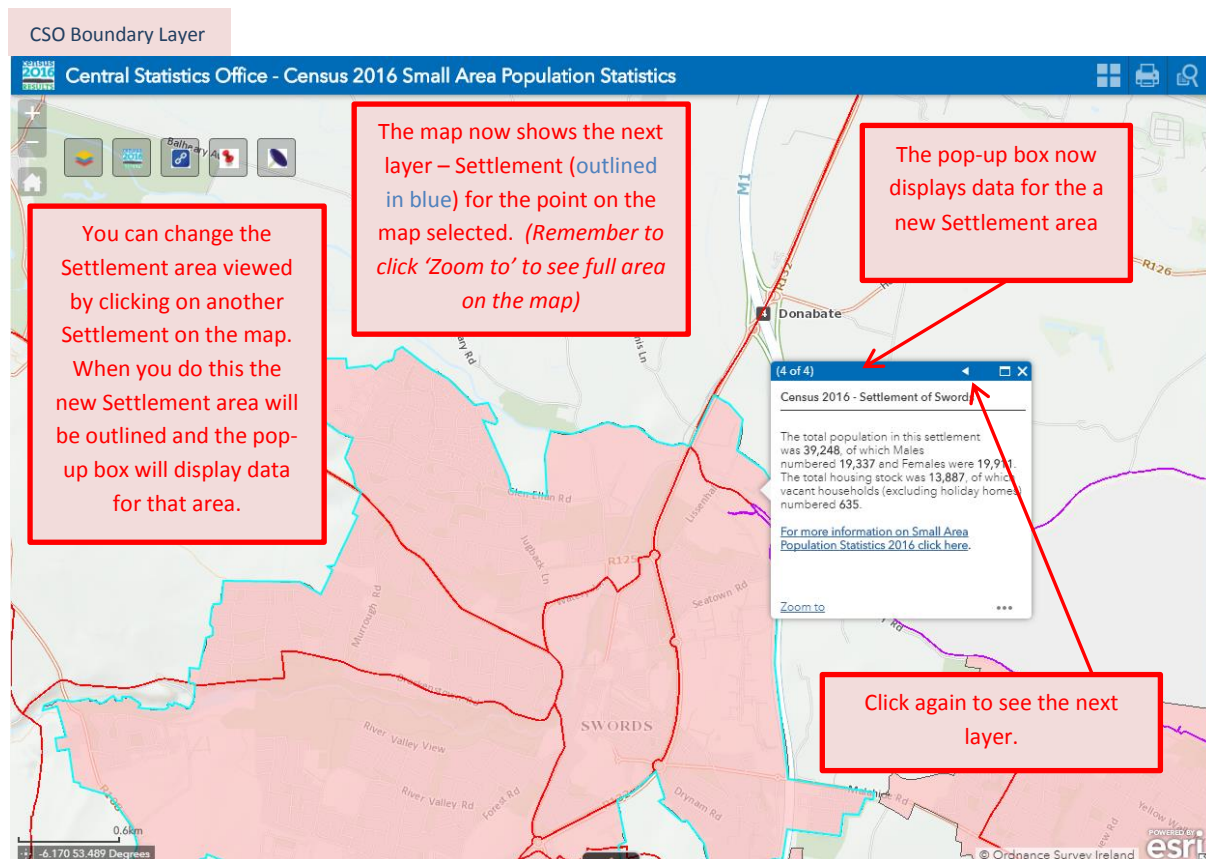 CSO Boundary Layer
census
2016
RESULTS
Central Statistics Office - Census 2016 Small Area Population Statistics
The map now shows the next
layer – Settlement (outlined
in blue) for the point on the
map selected. (Remember to
click ‘Zoom to’ to see full area
on the map)
The pop-up box now
displays data for the a
new Settlement area
You can change the
Settlement area viewed
by clicking on another
Settlement on the map.
When you do this the
new Settlement area will
be outlined and the pop-
up box will display data
for that area.
2016
M1
R132
R126
4 Donabate
(4 of 4)
Census 2016 - Settlement of Swords
The total population in this settlement
was 39,248, of which Males
numbered 19,337 and Females were 19,911.
The total housing stock was 13,887, of which
vacant households (excluding holiday homes)
numbered 635.
For more information on Small Area
Population Statistics 2016 click here.
Zoom to
Glen Ellan Rd
Jugback Ln
R125
Seatown Rd
Murrough Rd
SWORDS
River Valley View
River Valley Rd
Forest Rd
R132
Drynam Rd
R108
Click again to see the next
layer.
0.6km
-6.170 53.489 Degrees
© Ordnance Survey Ireland
POWERED BY
esri